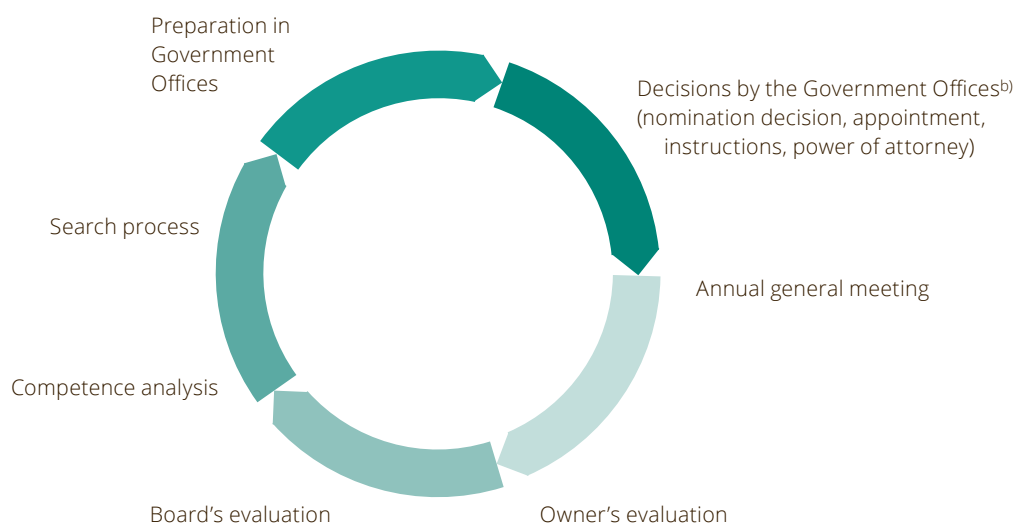 Preparation in
Government
Offices
Decisions by the Government Officesᵇ⁾
(nomination decision, appointment,
instructions, power of attorney)
Search process
Annual general meeting
Competence analysis
Board’s evaluation
Owner’s evaluation